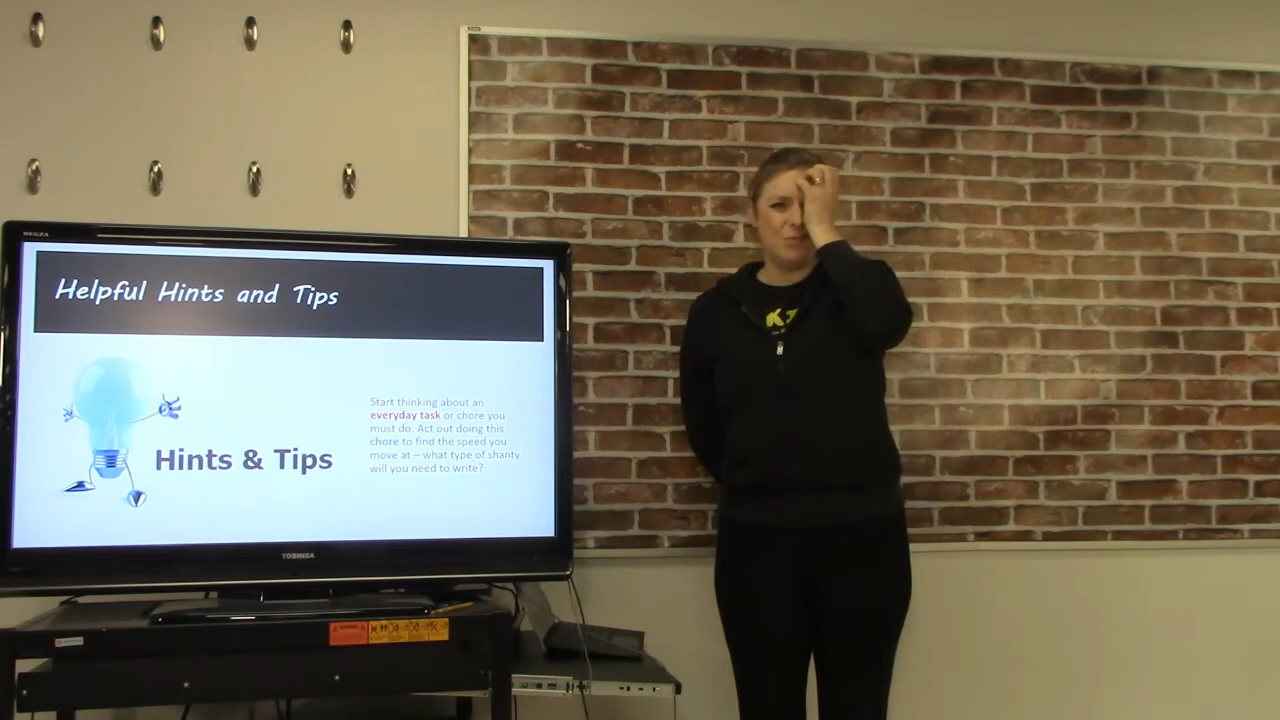 REGZA
Helpful Hints and Tips
Start thinking about an
everyday task or chore you
must do. Act out doing this
chore to find the speed you
move at – what type of shanty
will you need to write?
Hints & Tips
TOSHIBA